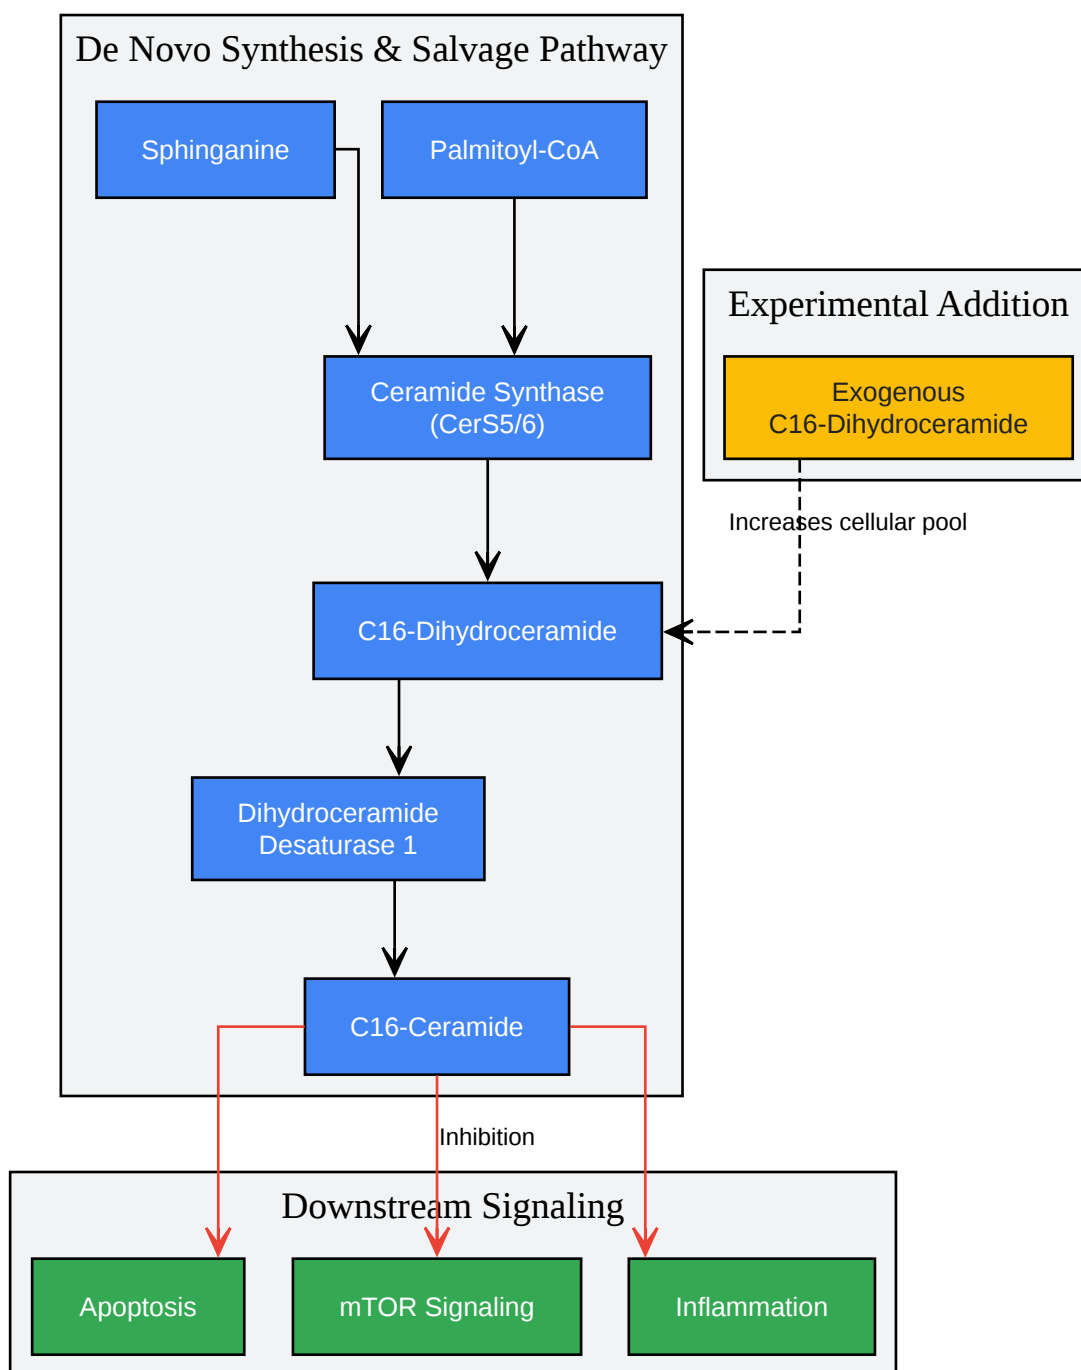 De Novo Synthesis & Salvage Pathway
Sphinganine
Palmitoyl-CoA
Experimental Addition
Ceramide Synthase
(CerS5/6)
Exogenous
C16-Dihydroceramide
Increases cellular pool
C16-Dihydroceramide
Dihydroceramide
Desaturase 1
C16-Ceramide
Inhibition
Downstream Signaling
Apoptosis
mTOR Signaling
Inflammation